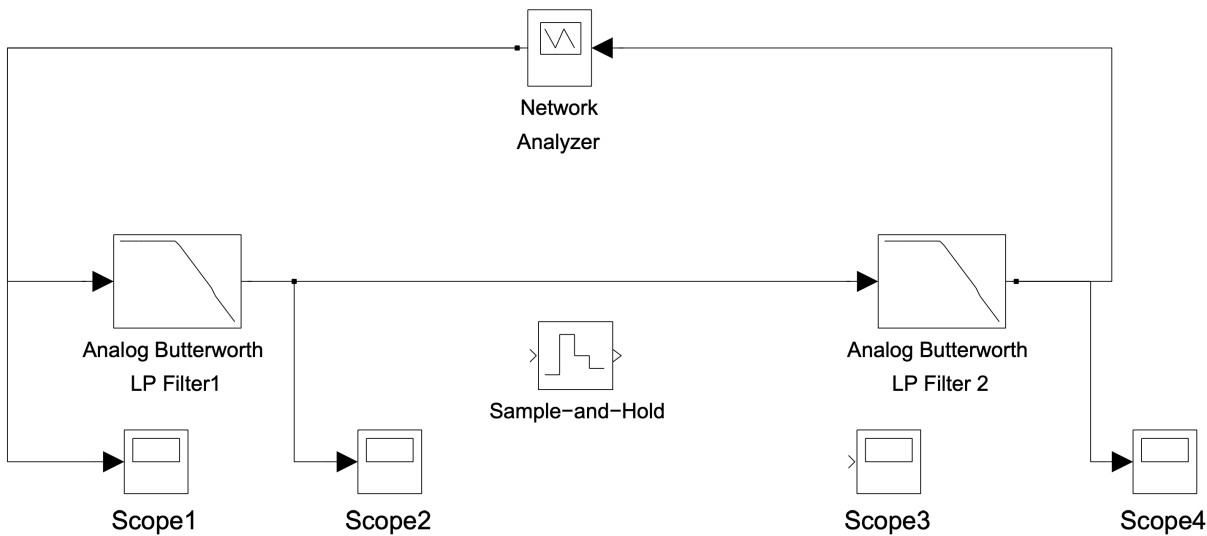 Network
Analyzer
Analog Butterworth
LP Filter1
Analog Butterworth
LP Filter 2
Sample−and−Hold
Scope1
Scope2
Scope3
Scope4